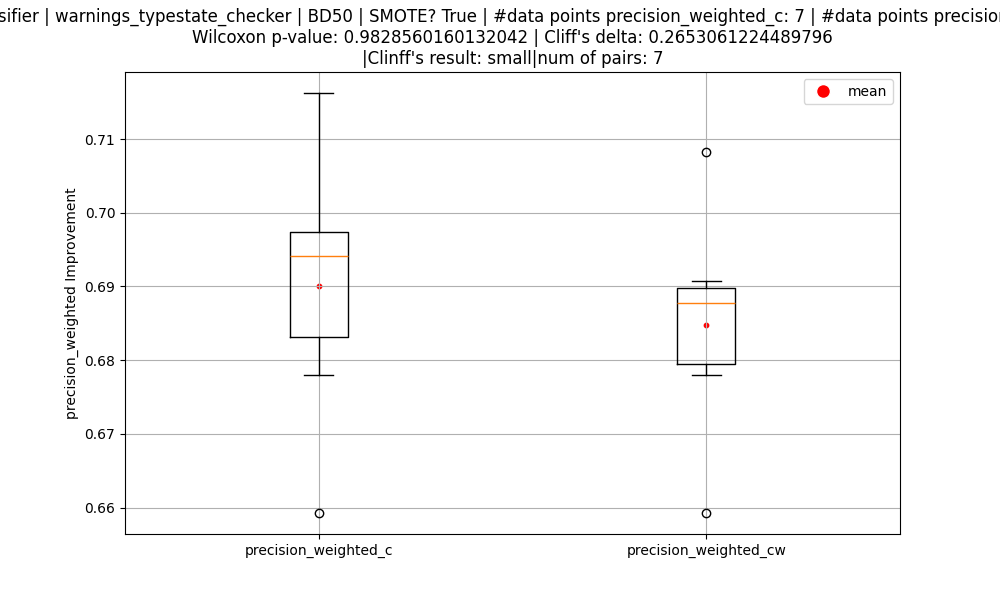 | warnings_typestate_checker | BD50 | SMOTE? True | #data points precision_weighted_c: 7 | #data points
Wilcoxon p-value: 0.9828560160132042 | Cliff's delta: 0.2653061224489796
|Clinff's result: small|num of pairs: 7
mean
0.71
0.70
0.69
0.68
0.67
0.66
precision_weighted Improvement
precision_weighted_c precision_weighted_cw